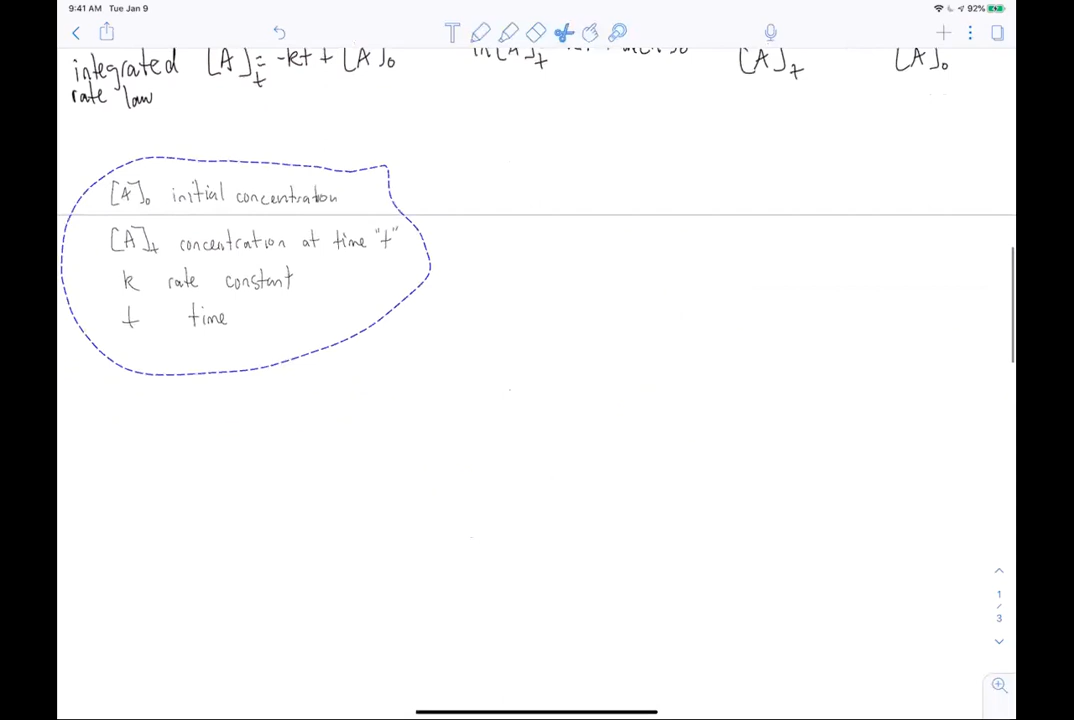 9:41 AM Tue Jan 9
92%
integrated [A]t = -kt + [A]0 [A]t [A]0
rate law
[A]0 initial concentration
[A]t concentration at time "t"
k rate constant
t time
1
/
3